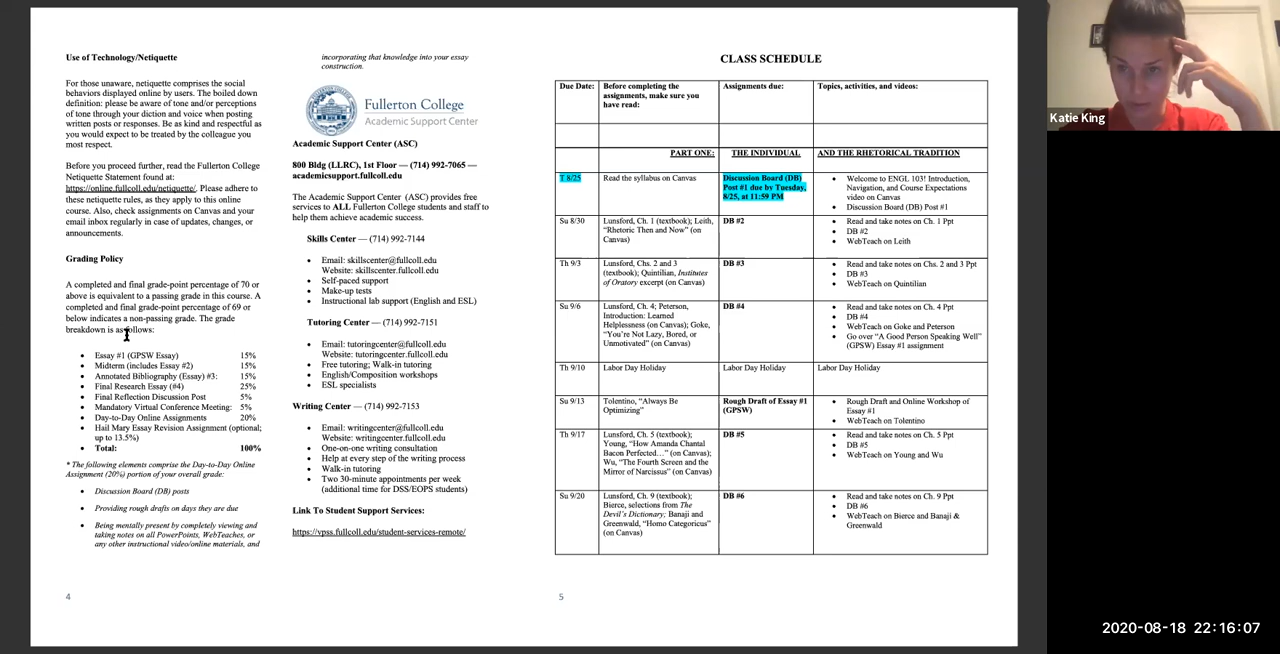 Use of Technology/Netiquette
For those unaware, netiquette comprises the social
behaviors displayed online by users. The boiled down
definition: please be aware of tone and/or perceptions
of tone through your diction and voice when posting
written posts or responses. Be as kind and respectful as
you would expect to be treated by the colleague you
most respect.
Before you proceed further, read the Fullerton College
Netiquette Statement found at:
https://online.fullcoll.edu/netiquette/. Please adhere to
these netiquette rules, as they apply to this online
course. Also, check assignments on Canvas and your
email inbox regularly in case of updates, changes, or
announcements.
Grading Policy
A completed and final grade-point percentage of 70 or
above is equivalent to a passing grade in this course. A
completed and final grade-point percentage of 69 or
below indicates a non-passing grade. The grade
breakdown is as follows:
• Essay #1 (GPSW Essay) 15%
• Midterm (includes Essay #2) 15%
• Annotated Bibliography (Essay) #3: 15%
• Final Research Essay (#4) 25%
• Final Reflection Discussion Post 5%
• Mandatory Virtual Conference Meeting: 5%
• Day-to-Day Online Assignments 20%
• Hail Mary Essay Revision Assignment (optional;
up to 13.5%)
• Total: 100%
* The following elements comprise the Day-to-Day Online
Assignment (20%) portion of your overall grade:
• Discussion Board (DB) posts
• Providing rough drafts on days they are due
• Being mentally present by completely viewing and
taking notes on all PowerPoints, WebTeaches, or
any other instructional video/online materials, and
4
incorporating that knowledge into your essay
construction.
Fullerton College
Academic Support Center
Academic Support Center (ASC)
800 Bldg (LLRC), 1st Floor — (714) 992-7065 —
academicsupport.fullcoll.edu
The Academic Support Center (ASC) provides free
services to ALL Fullerton College students and staff to
help them achieve academic success.
Skills Center — (714) 992-7144
• Email: skillscenter@fullcoll.edu
Website: skillscenter.fullcoll.edu
• Self-paced support
• Make-up tests
• Instructional lab support (English and ESL)
Tutoring Center — (714) 992-7151
• Email: tutoringcenter@fullcoll.edu
Website: tutoringcenter.fullcoll.edu
• Free tutoring; Walk-in tutoring
• English/Composition workshops
• ESL specialists
Writing Center — (714) 992-7153
• Email: writingcenter@fullcoll.edu
Website: writingcenter.fullcoll.edu
• One-on-one writing consultation
• Help at every step of the writing process
• Walk-in tutoring
• Two 30-minute appointments per week
(additional time for DSS/EOPS students)
Link To Student Support Services:
https://vpss.fullcoll.edu/student-services-remote/
CLASS SCHEDULE
Due Date:
Before completing the
assignments, make sure you
have read:
Assignments due:
Topics, activities, and videos:
PART ONE: THE INDIVIDUAL AND THE RHETORICAL TRADITION
T 8/25
Read the syllabus on Canvas
Discussion Board (DB)
Post #1 due by Tuesday,
8/25, at 11:59 PM
• Welcome to ENGL 103! Introduction,
Navigation, and Course Expectations
video on Canvas
• Discussion Board (DB) Post #1
Su 8/30
Lunsford, Ch. 1 (textbook); Leith,
“Rhetoric Then and Now” (on
Canvas)
DB #2
• Read and take notes on Ch. 1 Ppt
• DB #2
• WebTeach on Leith
Th 9/3
Lunsford, Chs. 2 and 3
(textbook); Quintilian, Institutes
of Oratory excerpt (on Canvas)
DB #3
• Read and take notes on Chs. 2 and 3 Ppt
• DB #3
• WebTeach on Quintilian
Su 9/6
Lunsford, Ch. 4; Peterson,
Introduction: Learned
Helplessness (on Canvas); Goke,
“You’re Not Lazy, Bored, or
Unmotivated” (on Canvas)
DB #4
• Read and take notes on Ch. 4 Ppt
• DB #4
• WebTeach on Goke and Peterson
• Go over “A Good Person Speaking Well”
(GPSW) Essay #1 assignment
Th 9/10
Labor Day Holiday
Labor Day Holiday
Labor Day Holiday
Su 9/13
Tolentino, “Always Be
Optimizing”
Rough Draft of Essay #1
(GPSW)
• Rough Draft and Online Workshop of
Essay #1
• WebTeach on Tolentino
Th 9/17
Lunsford, Ch. 5 (textbook);
Young, “How Amanda Chantal
Bacon Perfected…” (on Canvas);
Wu, “The Fourth Screen and the
Mirror of Narcissus” (on Canvas)
DB #5
• Read and take notes on Ch. 5 Ppt
• DB #5
• WebTeach on Young and Wu
Su 9/20
Lunsford, Ch. 9 (textbook);
Bierce, selections from The
Devil’s Dictionary; Banaji and
Greenwald, “Homo Categoricus”
(on Canvas)
DB #6
• Read and take notes on Ch. 9 Ppt
• DB #6
• WebTeach on Bierce and Banaji &
Greenwald
5
Katie King
2020-08-18 22:16:07